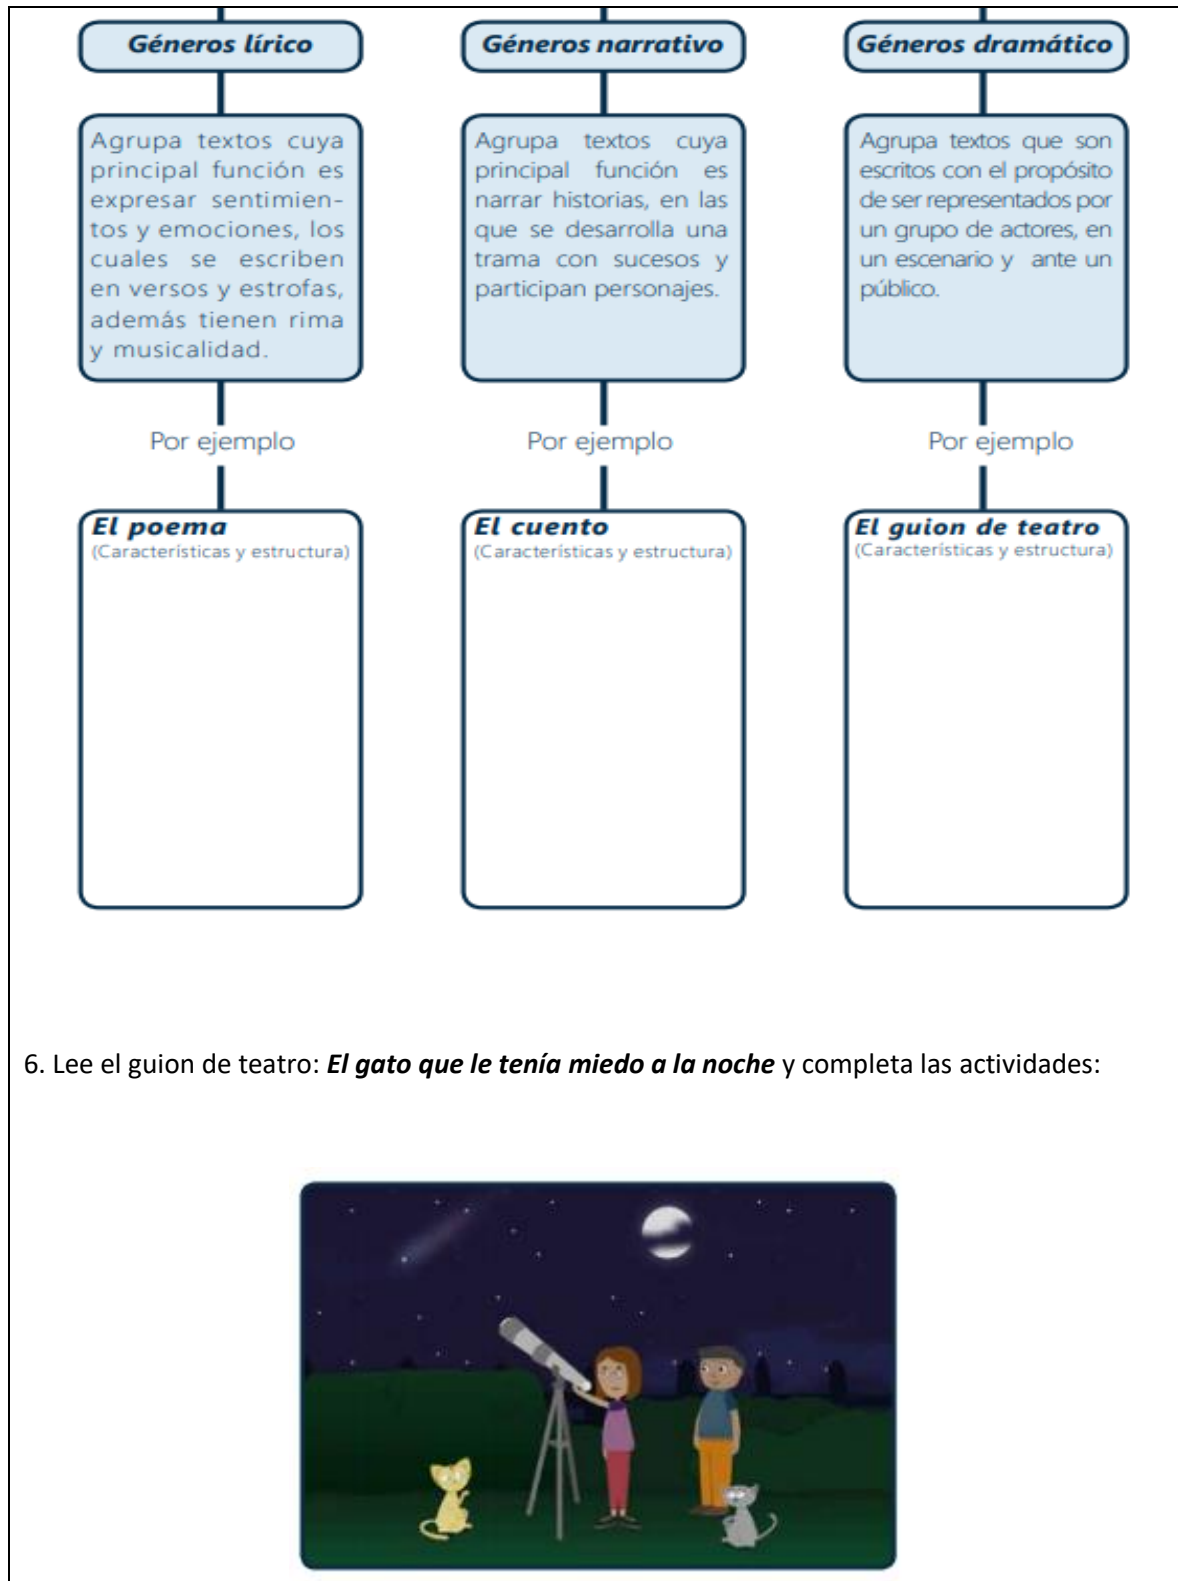 Géneros lírico
Agrupa textos cuya
principal función es
expresar sentimien-
tos y emociones, los
cuales se escriben
en versos y estrofas,
además tienen rima
y musicalidad.
Por ejemplo
El poema
(Características y estructura)
Géneros narrativo
Agrupa textos cuya
principal función es
narrar historias, en las
que se desarrolla una
trama con sucesos y
participan personajes.
Por ejemplo
El cuento
(Características y estructura)
Géneros dramático
Agrupa textos que son
escritos con el propósito
de ser representados por
un grupo de actores, en
un escenario y ante un
público.
Por ejemplo
El guion de teatro
(Características y estructura)
6. Lee el guion de teatro: El gato que le tenía miedo a la noche y completa las actividades: